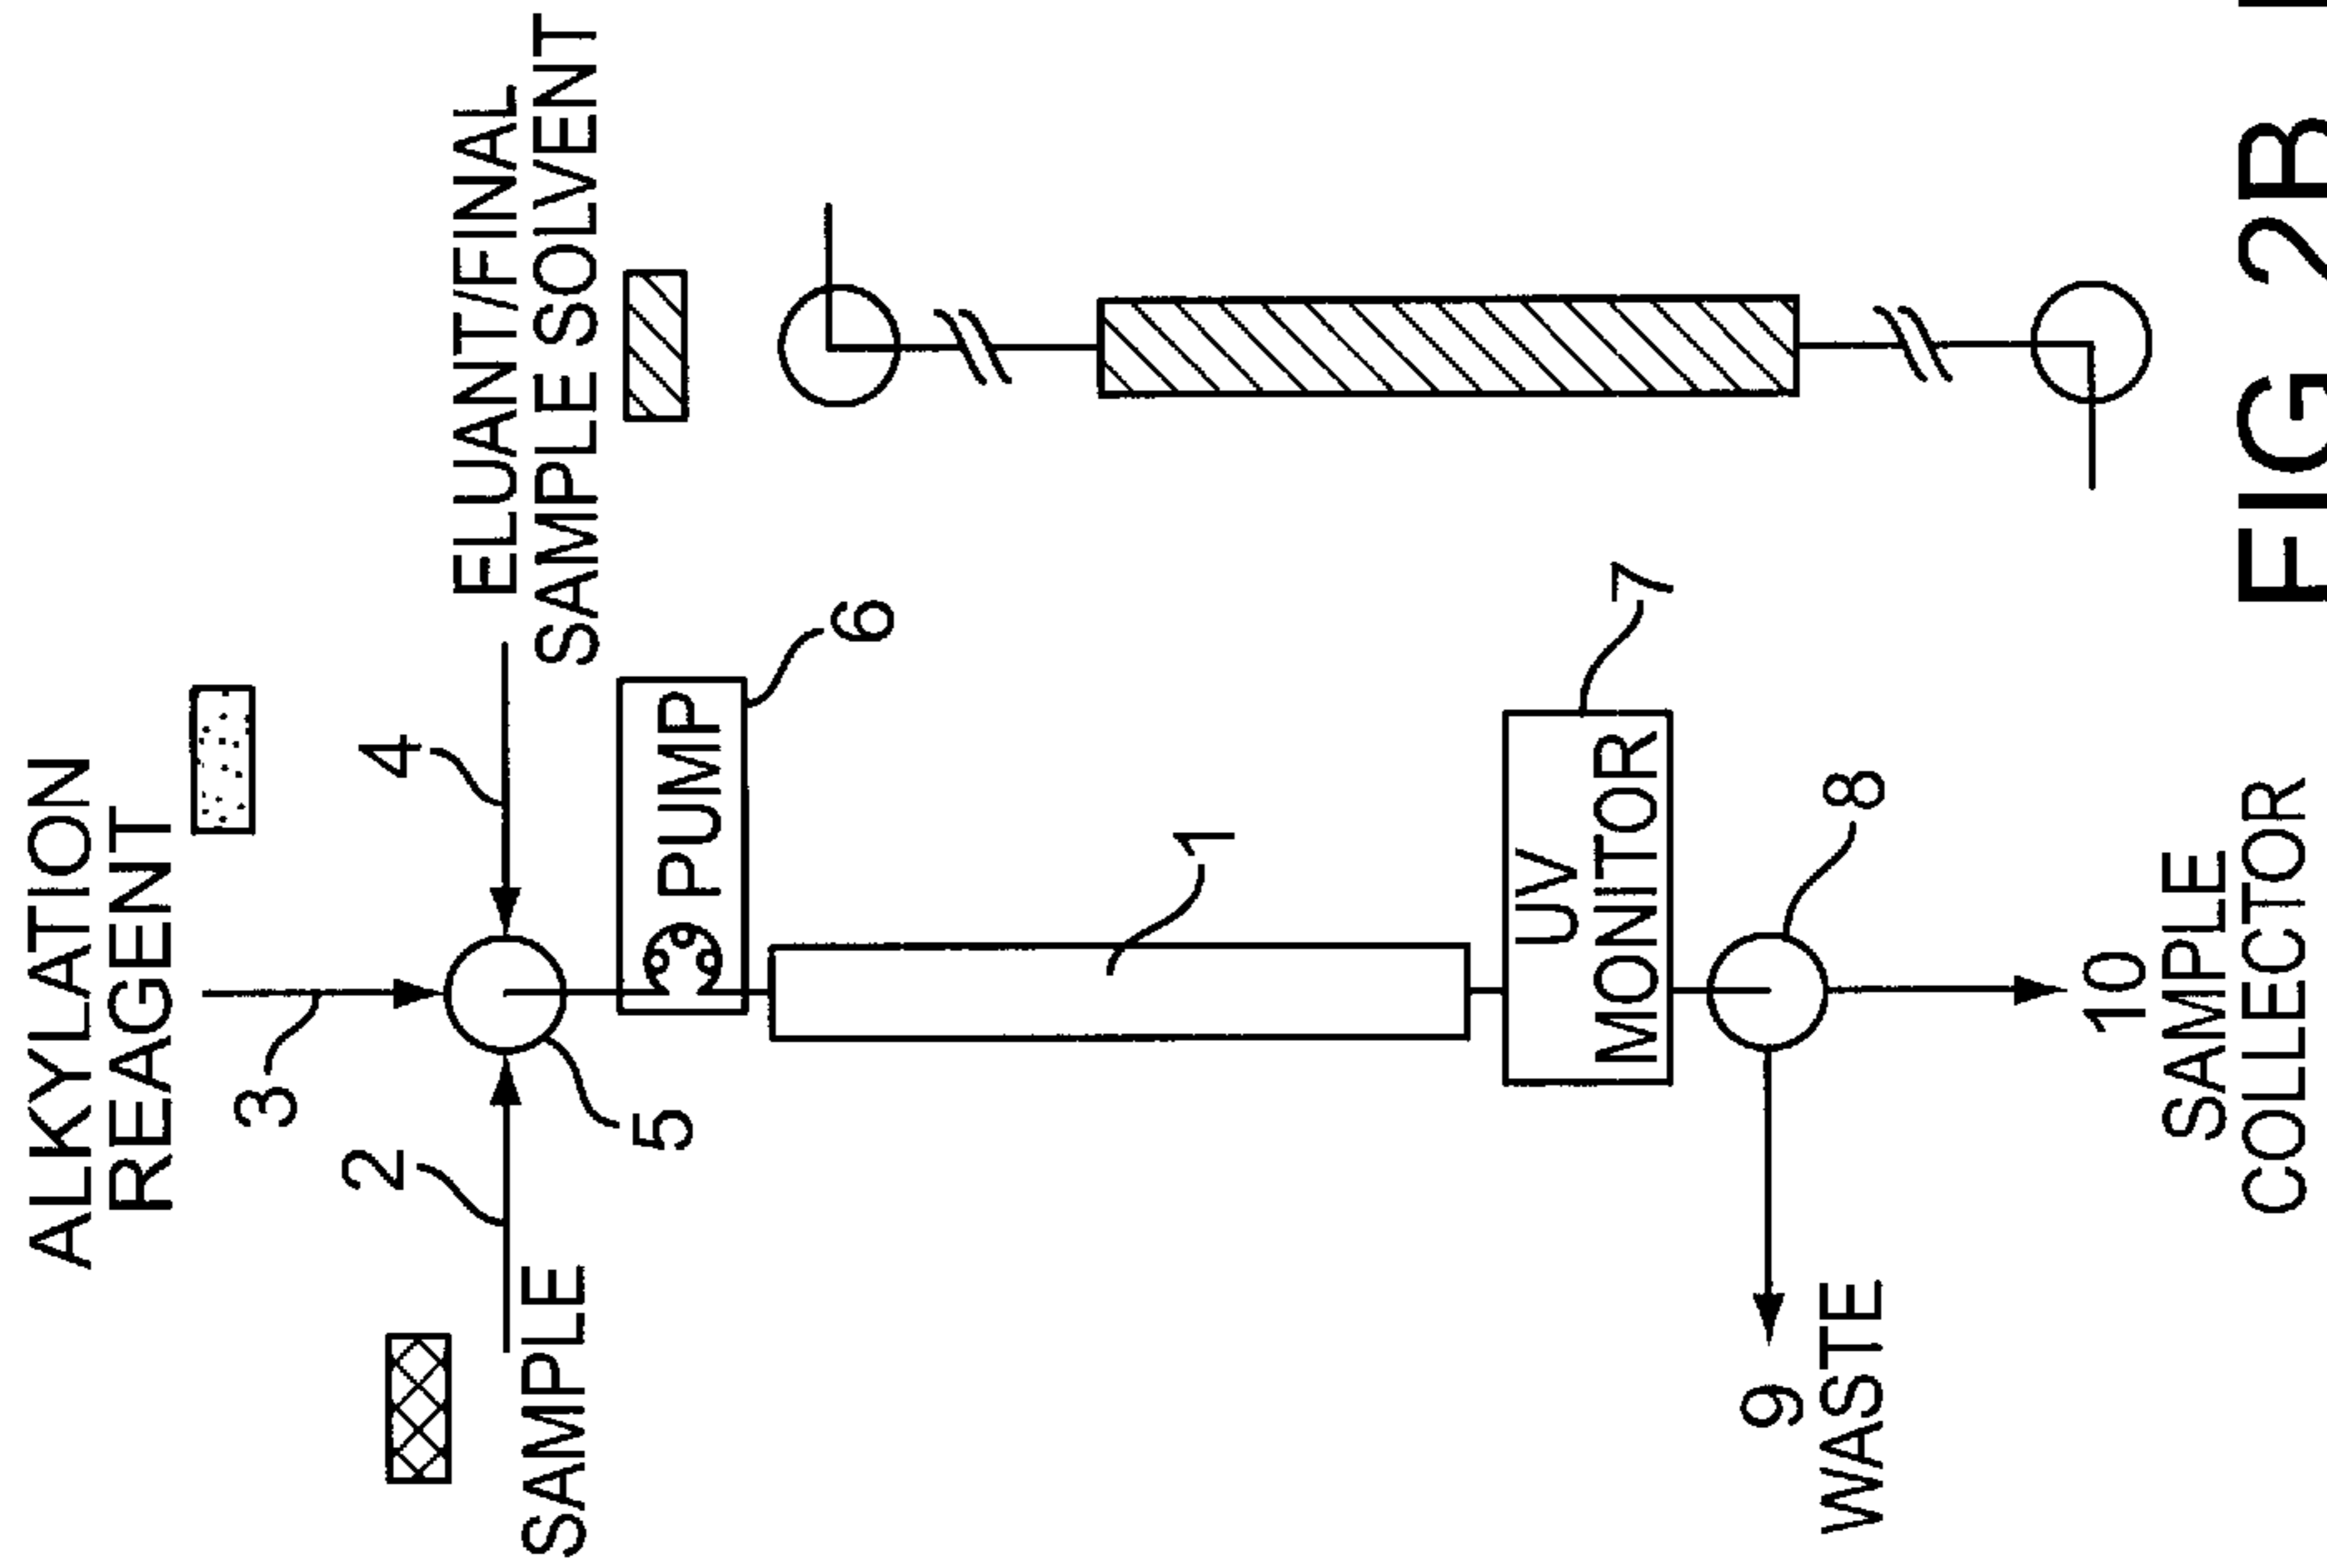 ALKYLATION
REAGENT
3
2
4
ELUANT/FINAL
SAMPLE SOLVENT
SAMPLE
5
PUMP
6
1
UV
MONITOR
7
9
WASTE
8
10
SAMPLE
COLLECTOR
FIG 2B